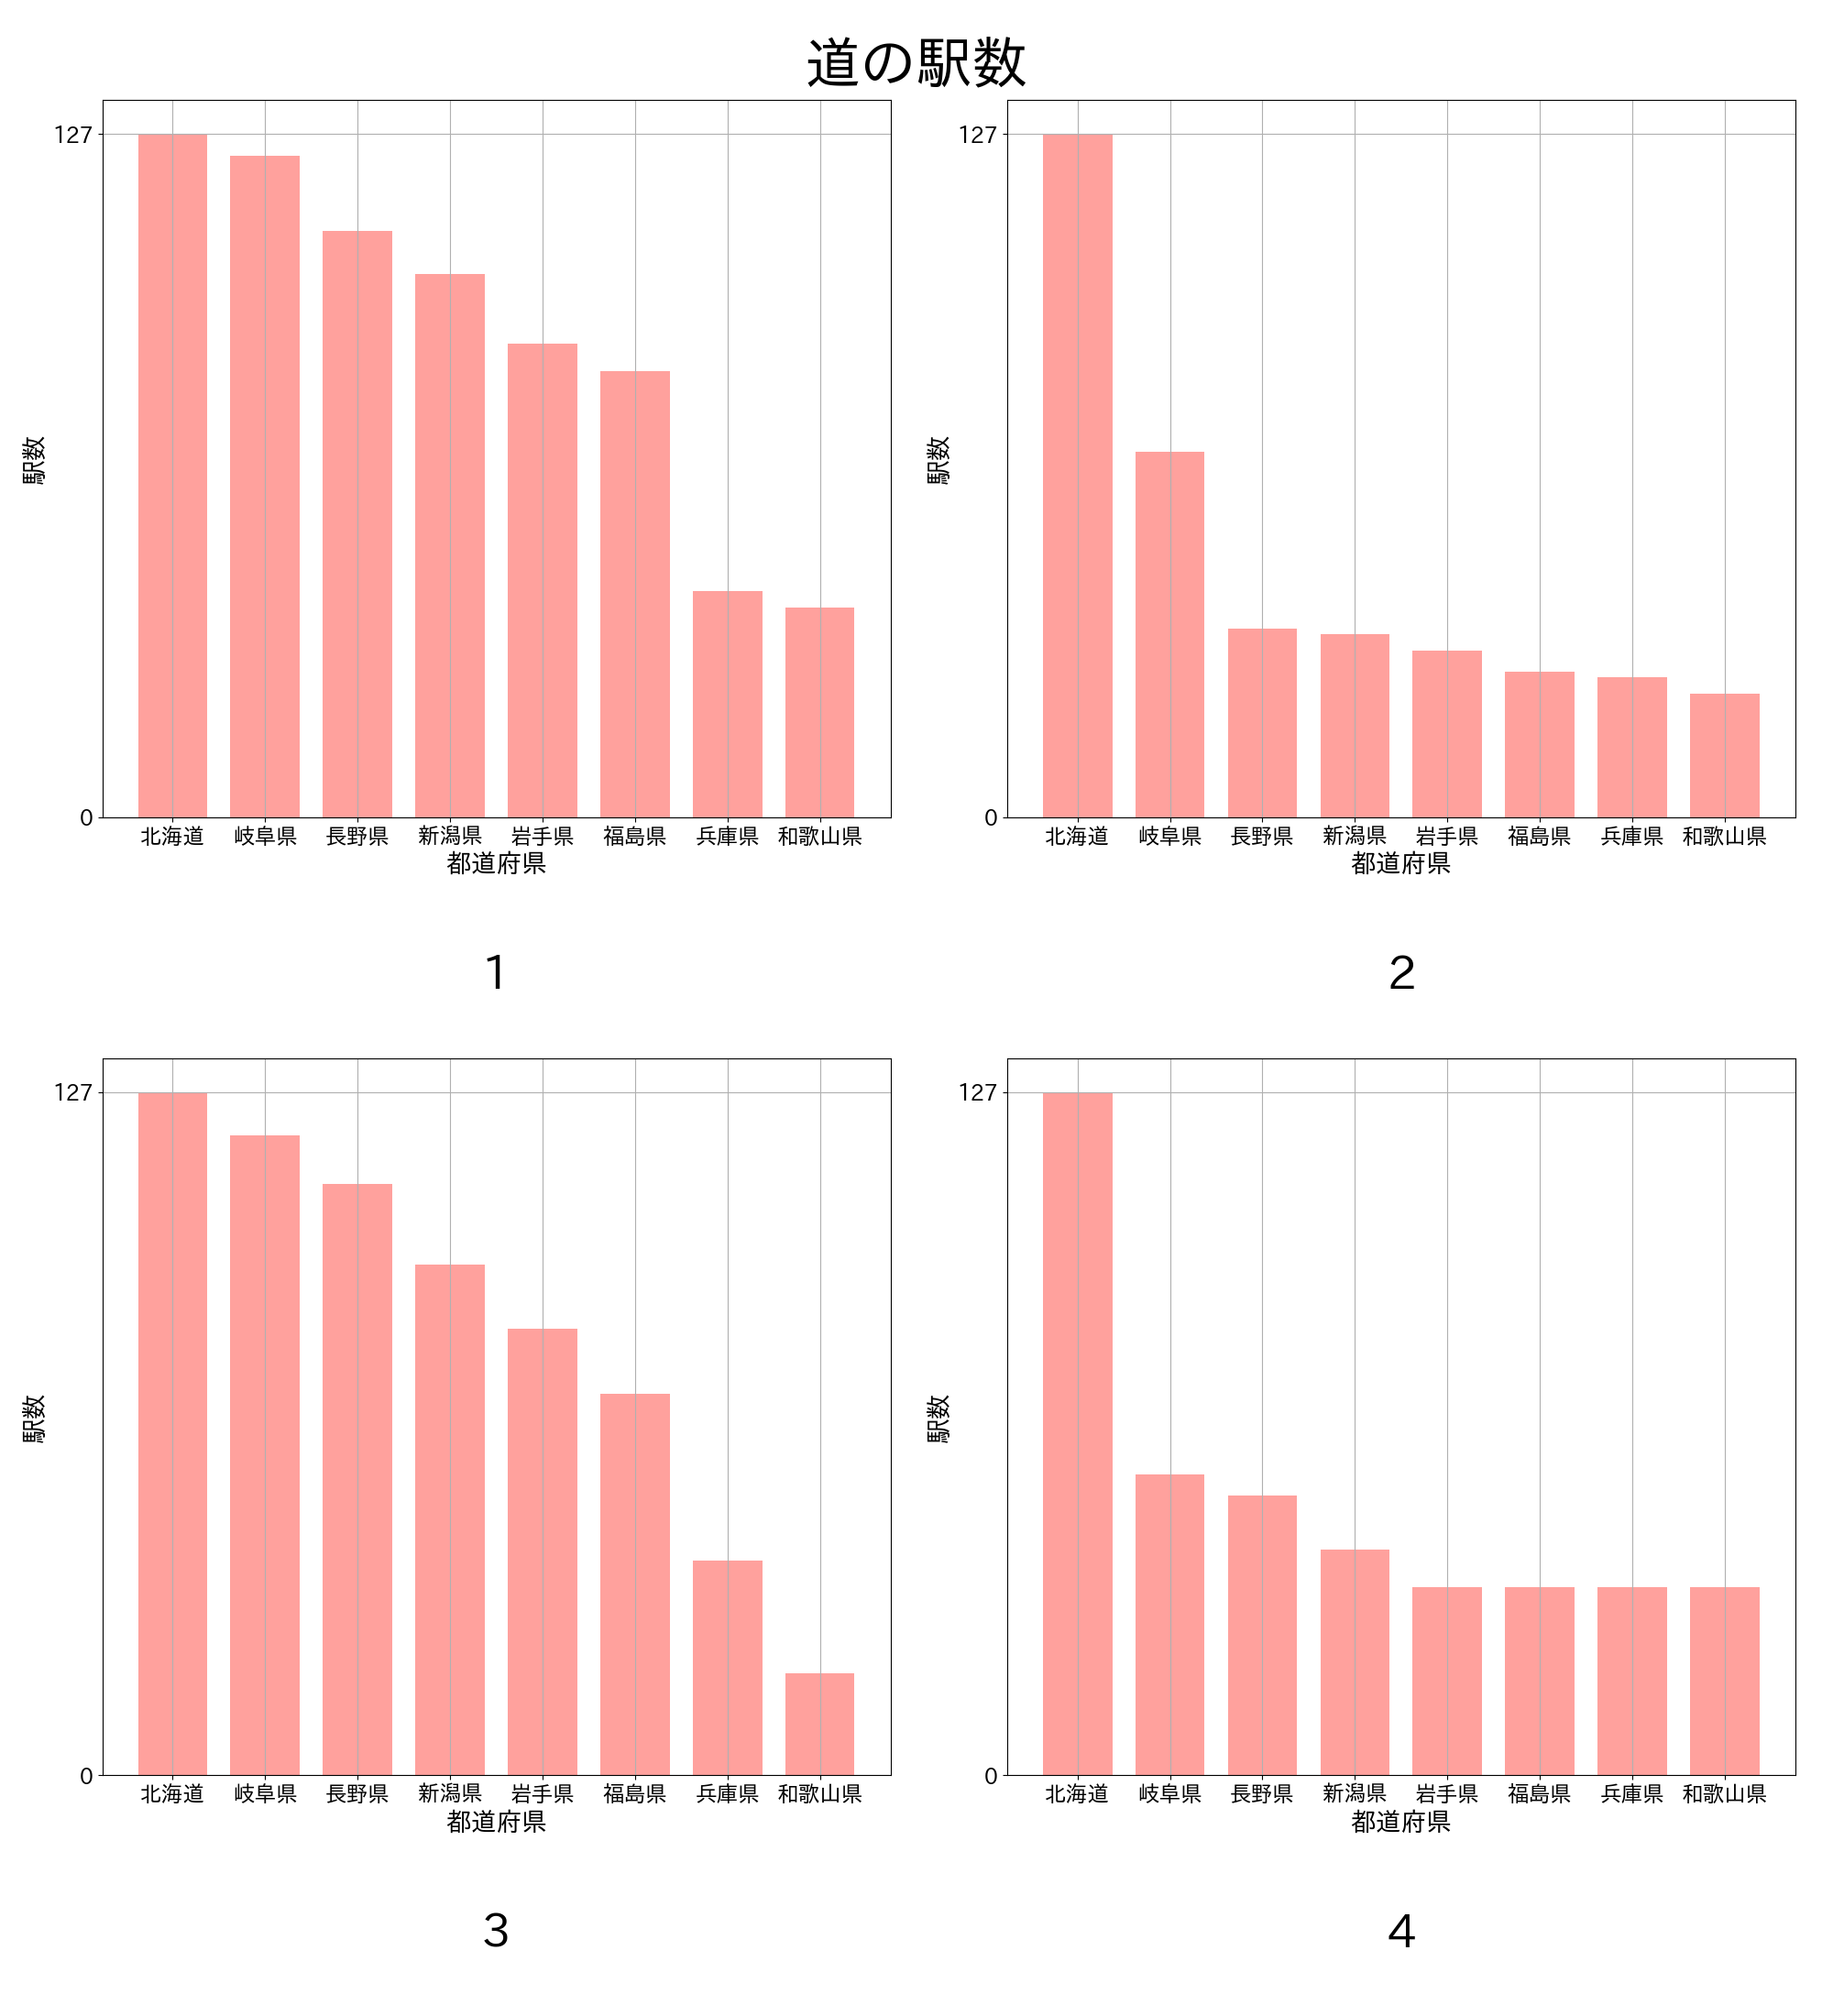 道の駅数
127
0
駅数
北海道 岐阜県 長野県 新潟県 岩手県 福島県 兵庫県 和歌山県
都道府県
1
127
0
駅数
北海道 岐阜県 長野県 新潟県 岩手県 福島県 兵庫県 和歌山県
都道府県
2
127
0
駅数
北海道 岐阜県 長野県 新潟県 岩手県 福島県 兵庫県 和歌山県
都道府県
3
127
0
駅数
北海道 岐阜県 長野県 新潟県 岩手県 福島県 兵庫県 和歌山県
都道府県
4